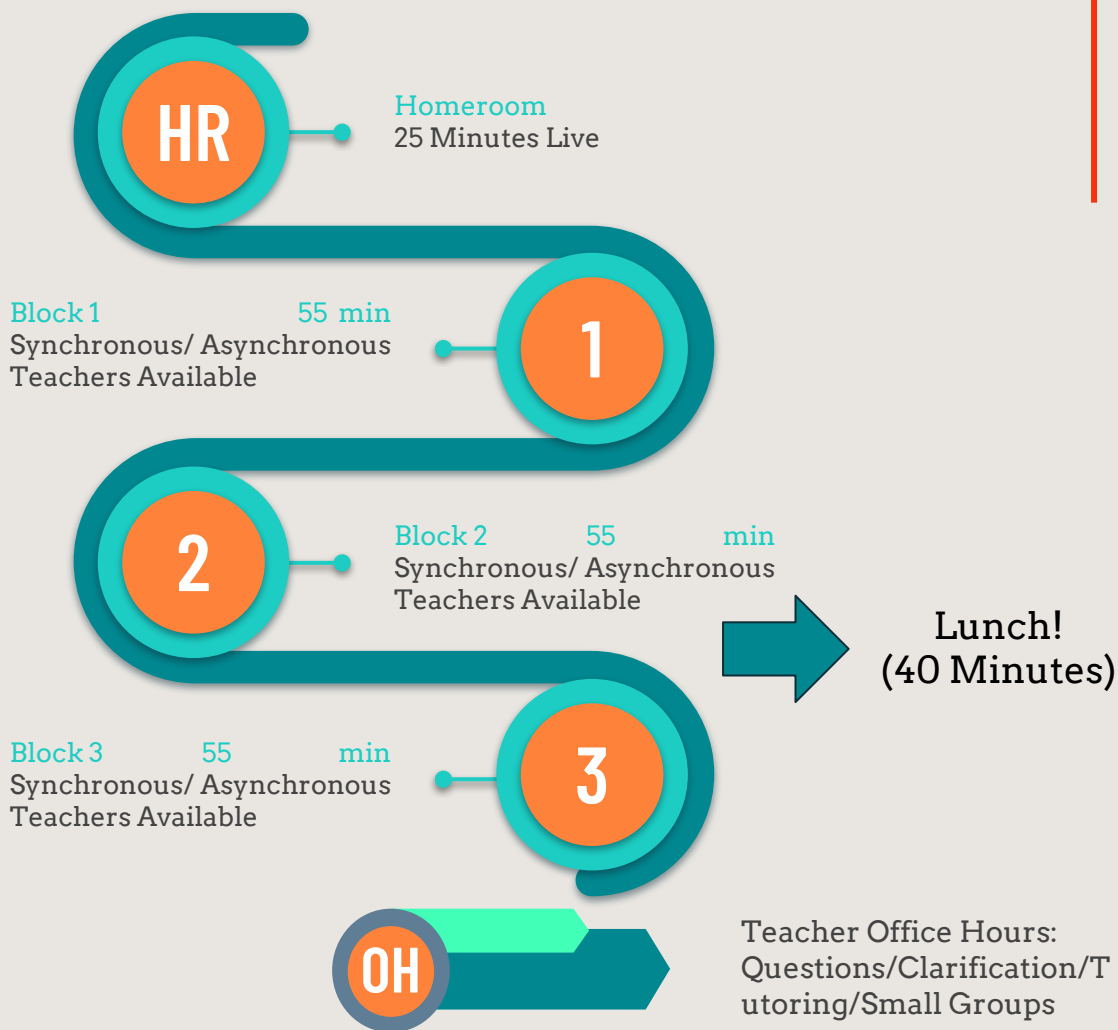 HR
Homeroom
25 Minutes Live
Block 1 55 min
Synchronous/ Asynchronous
Teachers Available
1
2
Block 2 55 min
Synchronous/ Asynchronous
Teachers Available
Lunch!
(40 Minutes)
Block 3 55 min
Synchronous/ Asynchronous
Teachers Available
3
OH
Teacher Office Hours:
Questions/Clarification/T
utoring/Small Groups